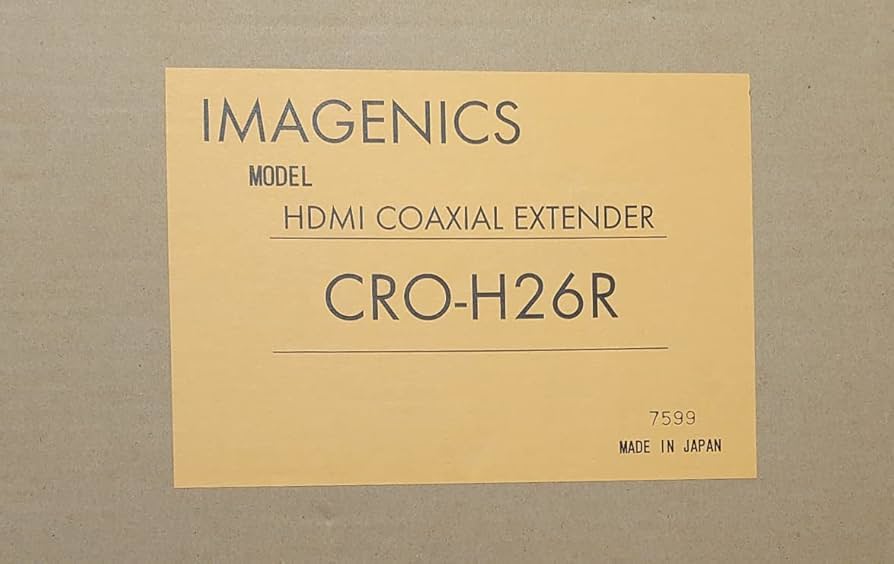 IMAGENICS
MODEL
HDMI COAXIAL EXTENDER
CRO-H26R
7599
MADE IN JAPAN